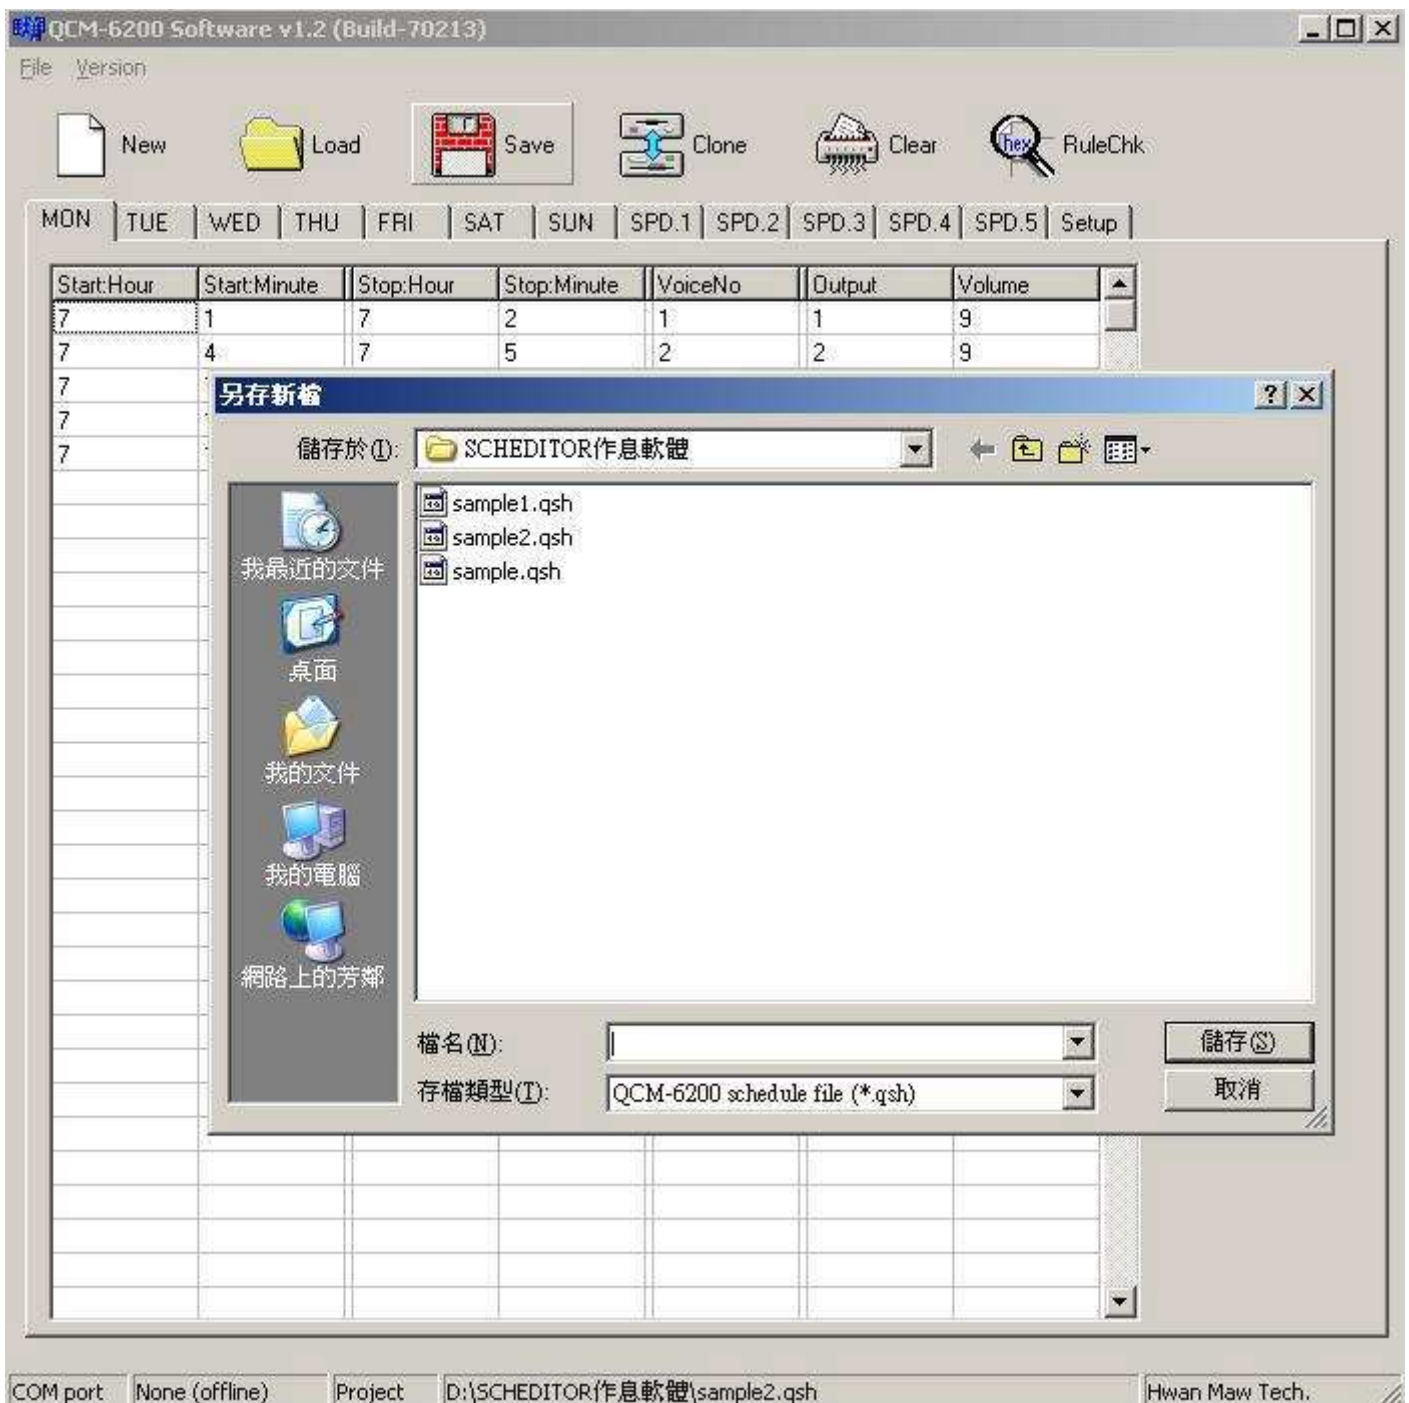 QCM-6200 Software v1.2 (Build-70213)
File Version
New Load Save Clone Clear RuleChk
MON TUE WED THU FRI SAT SUN SPD.1 SPD.2 SPD.3 SPD.4 SPD.5 Setup
Start:Hour Start:Minute Stop:Hour Stop:Minute VoiceNo Output Volume
7 1 7 2 1 1 9
7 4 7 5 2 2 9
7
7
7
另存新檔
儲存於(I): SCHEDITOR作息軟體
sample1.qsh
sample2.qsh
sample.qsh
我最近的文件
桌面
我的文件
我的電腦
網路上的芳鄰
檔名(N): 儲存(S)
存檔類型(T): QCM-6200 schedule file (*.qsh) 取消
COM port None (offline) Project D:\SCHEDITOR作息軟體\sample2.qsh Hwan Maw Tech.